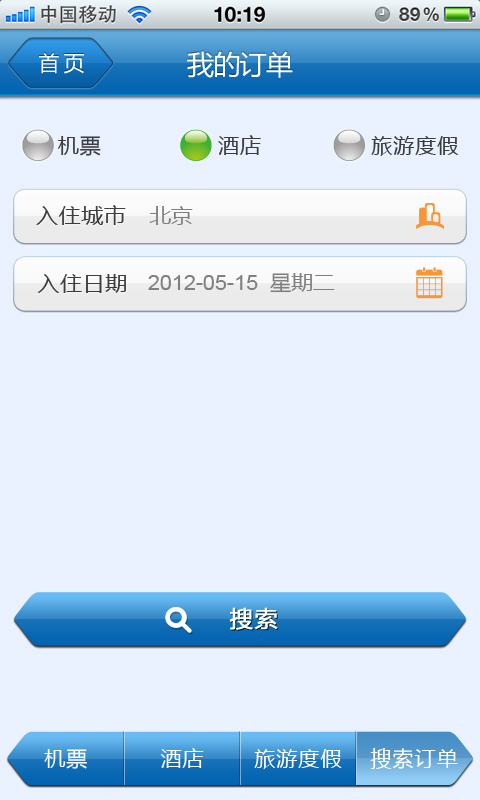 中国移动 10:19 89%
首页 我的订单
机票 酒店 旅游度假
入住城市 北京
入住日期 2012-05-15 星期二
搜索
机票 酒店 旅游度假 搜索订单